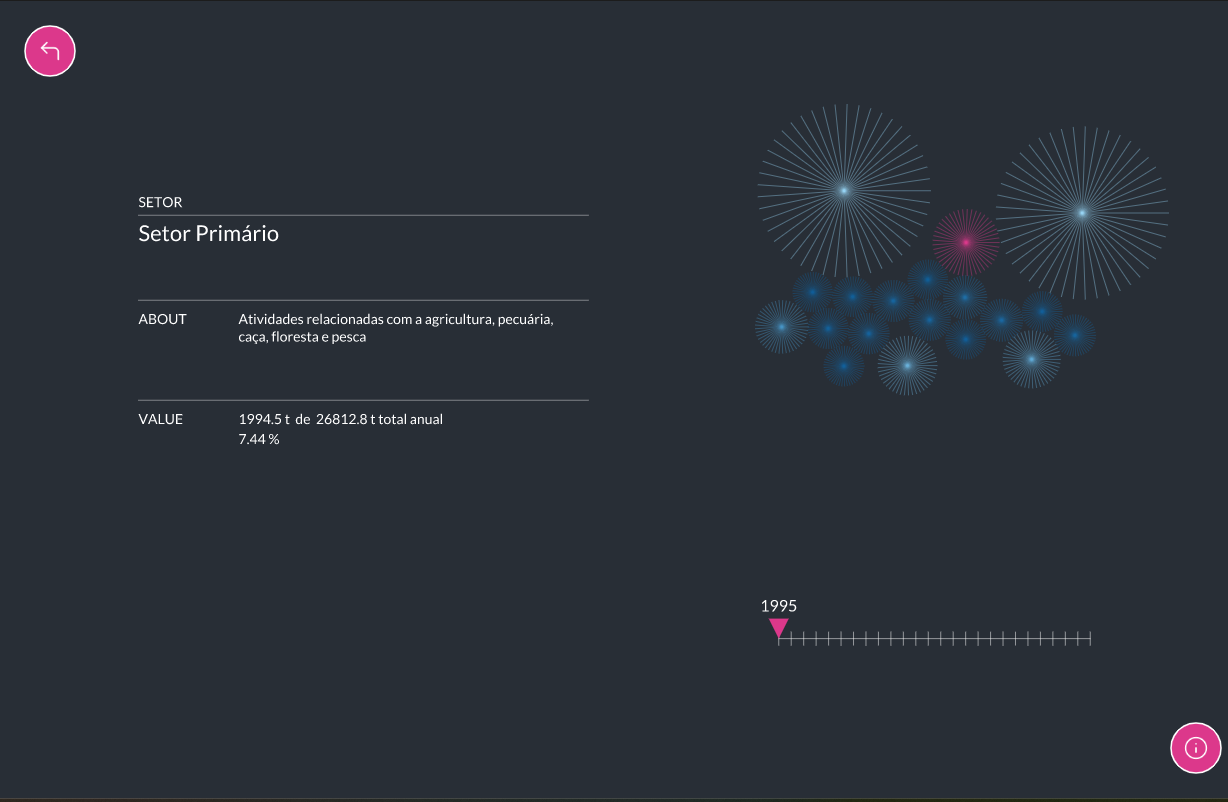 SETOR
Setor Primário
ABOUT
Atividades relacionadas com a agricultura, pecuária,
caça, floresta e pesca
VALUE
1994.5 t de 26812.8 t total anual
7.44 %
1995